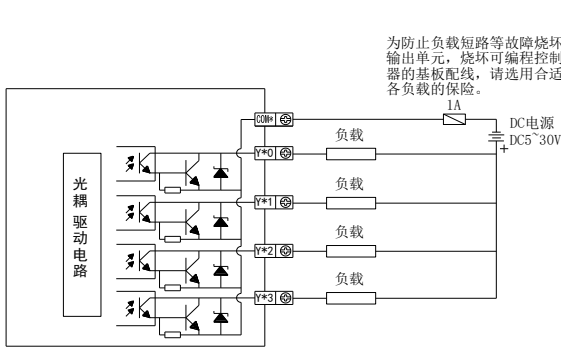 为防止负载短路等故障烧坏
输出单元，烧坏可编程控制
器的基板配线，请选用合适
各负载的保险。
1A
COM*
负载
DC电源
DC5~30V
+
Y*0
负载
Y*1
负载
Y*2
负载
Y*3
光耦驱动电路